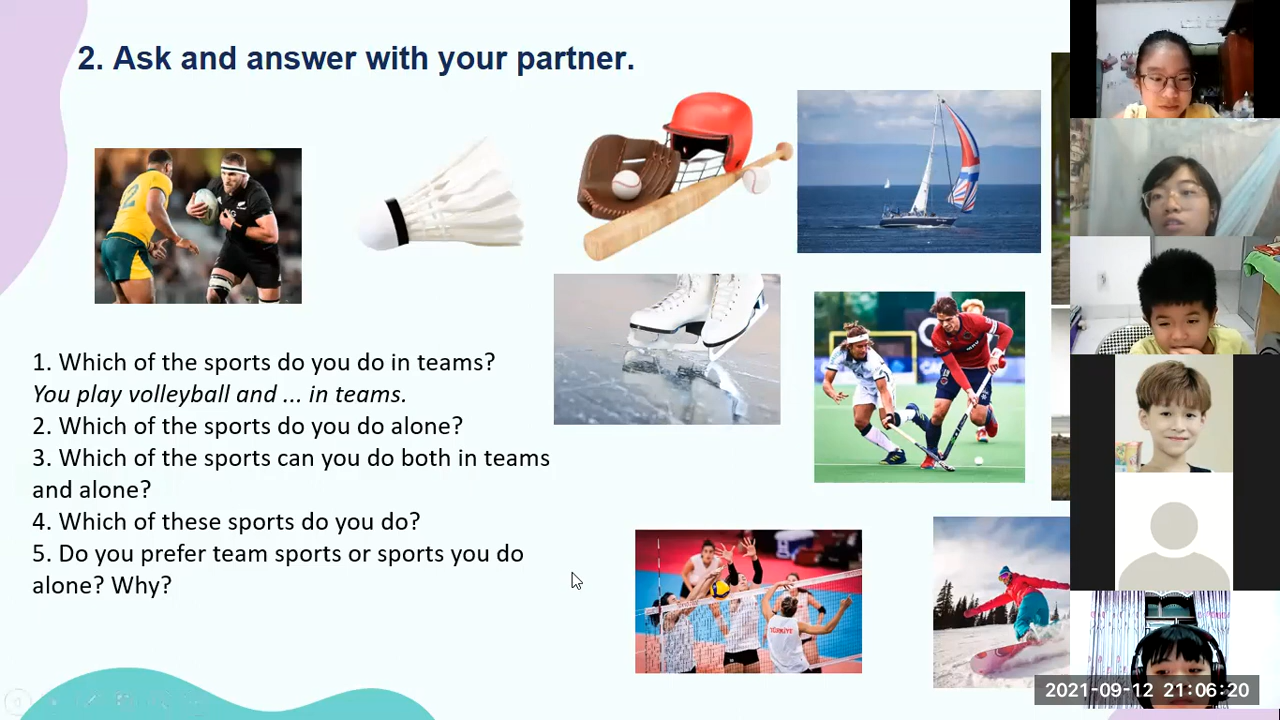 2. Ask and answer with your partner.
1. Which of the sports do you do in teams?
You play volleyball and ... in teams.
2. Which of the sports do you do alone?
3. Which of the sports can you do both in teams
and alone?
4. Which of these sports do you do?
5. Do you prefer team sports or sports you do
alone? Why?
TÜRKİYE
2021-09-12 21:06:20